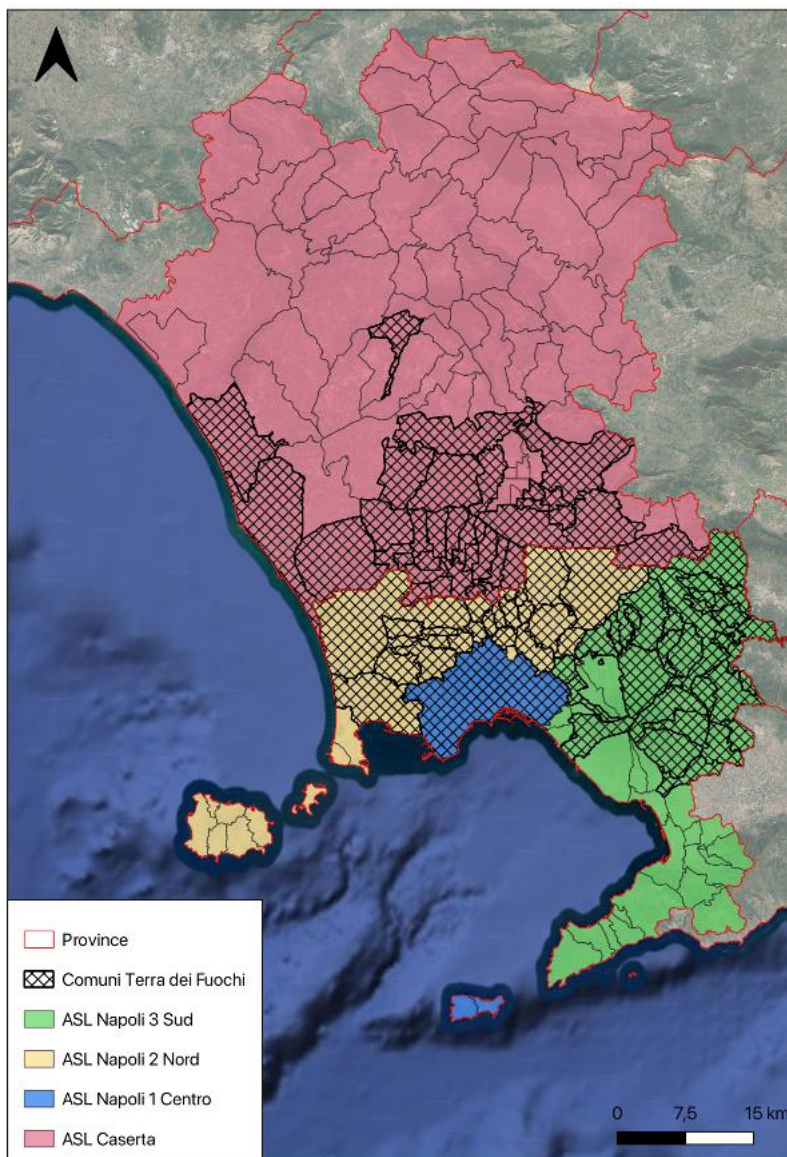 Province
Comuni Terra dei Fuochi
ASL Napoli 3 Sud
ASL Napoli 2 Nord
ASL Napoli 1 Centro
ASL Caserta
0 7,5 15 km